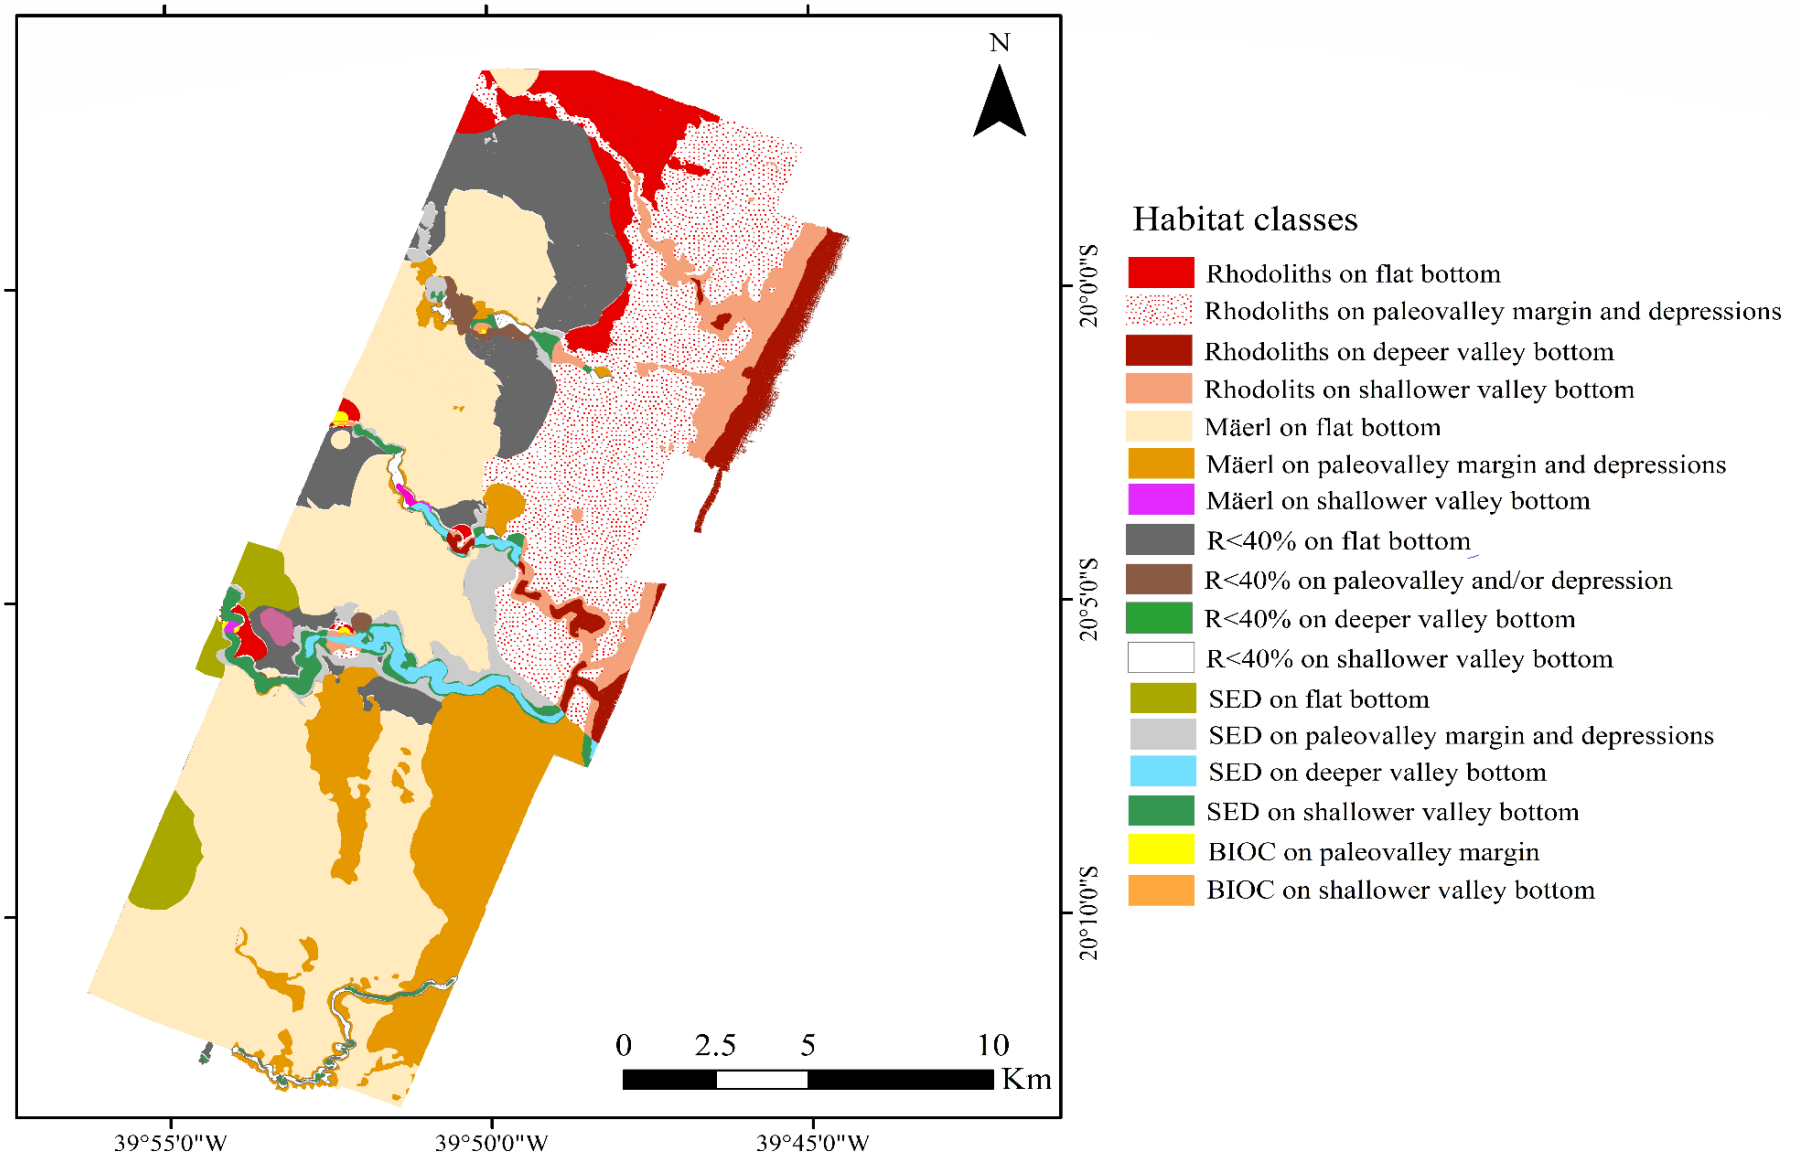 N
Habitat classes
Rhodoliths on flat bottom
Rhodoliths on paleovalley margin and depressions
Rhodoliths on depeer valley bottom
Rhodolits on shallower valley bottom
Mäerl on flat bottom
Mäerl on paleovalley margin and depressions
Mäerl on shallower valley bottom
R<40% on flat bottom
R<40% on paleovalley and/or depression
R<40% on deeper valley bottom
R<40% on shallower valley bottom
SED on flat bottom
SED on paleovalley margin and depressions
SED on deeper valley bottom
SED on shallower valley bottom
BIOC on paleovalley margin
BIOC on shallower valley bottom
20°0'0"S
20°5'0"S
20°10'0"S
0 2.5 5 10
Km
39°55'0"W 39°50'0"W 39°45'0"W